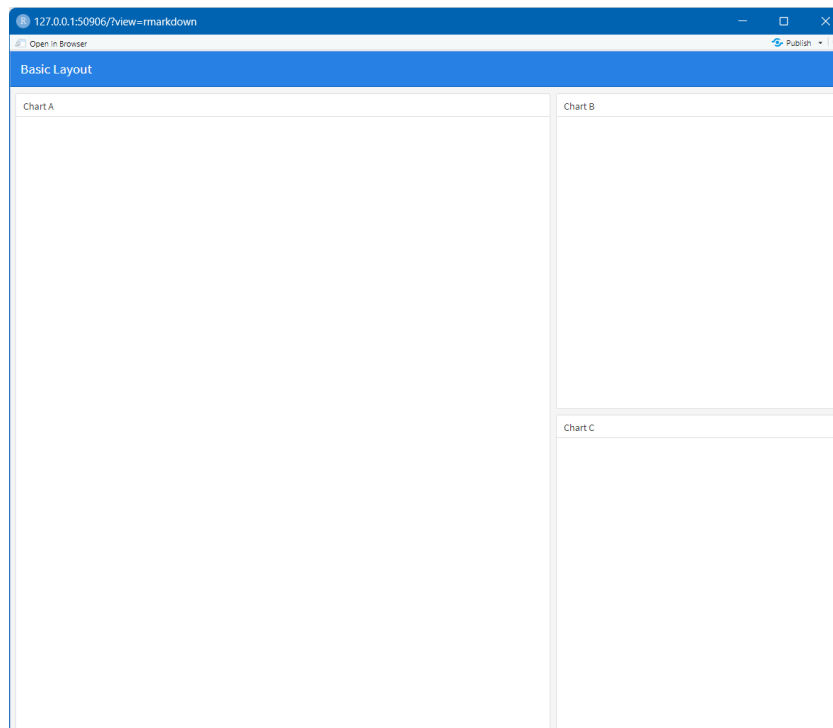 127.0.0.1:50906/?view=rmarkdown
Open in Browser
Publish
Basic Layout
Chart A
Chart B
Chart C